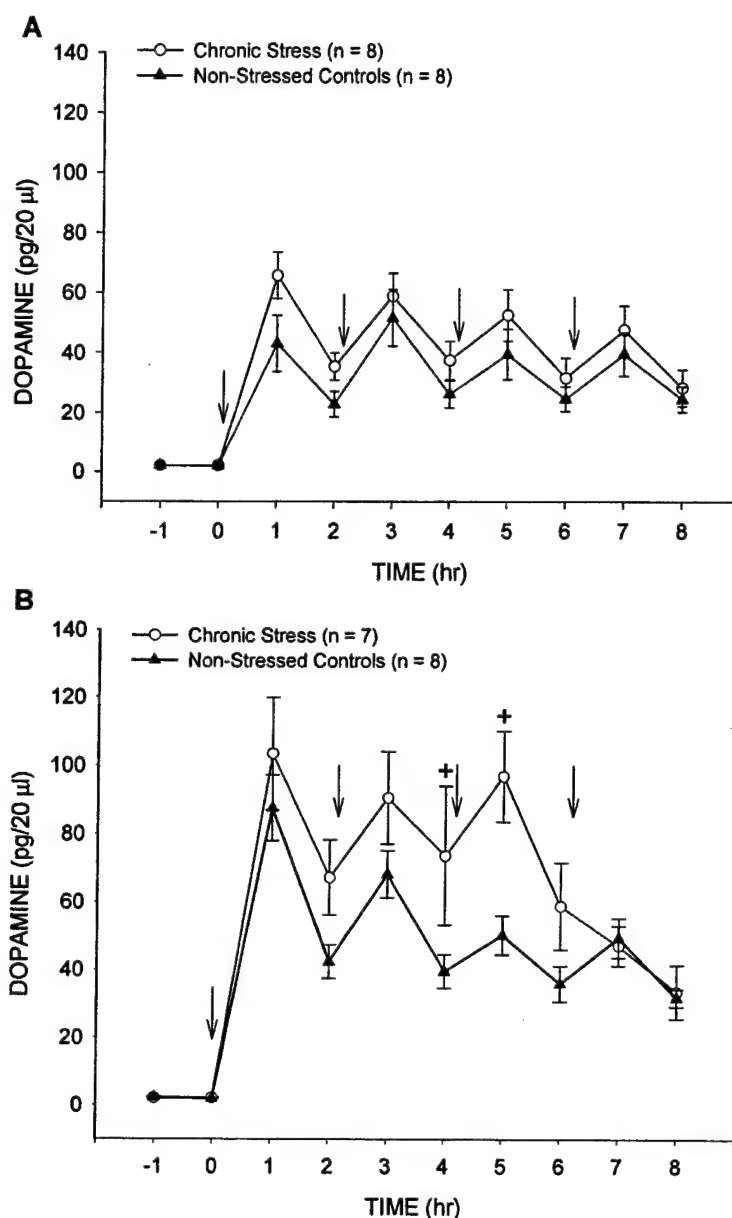 A
Chronic Stress (n = 8)
Non-Stressed Controls (n = 8)
DOPAMINE (pg/20 µl)
140
120
100
80
60
40
20
0
-1 0 1 2 3 4 5 6 7 8
TIME (hr)
B
Chronic Stress (n = 7)
Non-Stressed Controls (n = 8)
DOPAMINE (pg/20 µl)
140
120
100
80
60
40
20
0
+ +
-1 0 1 2 3 4 5 6 7 8
TIME (hr)